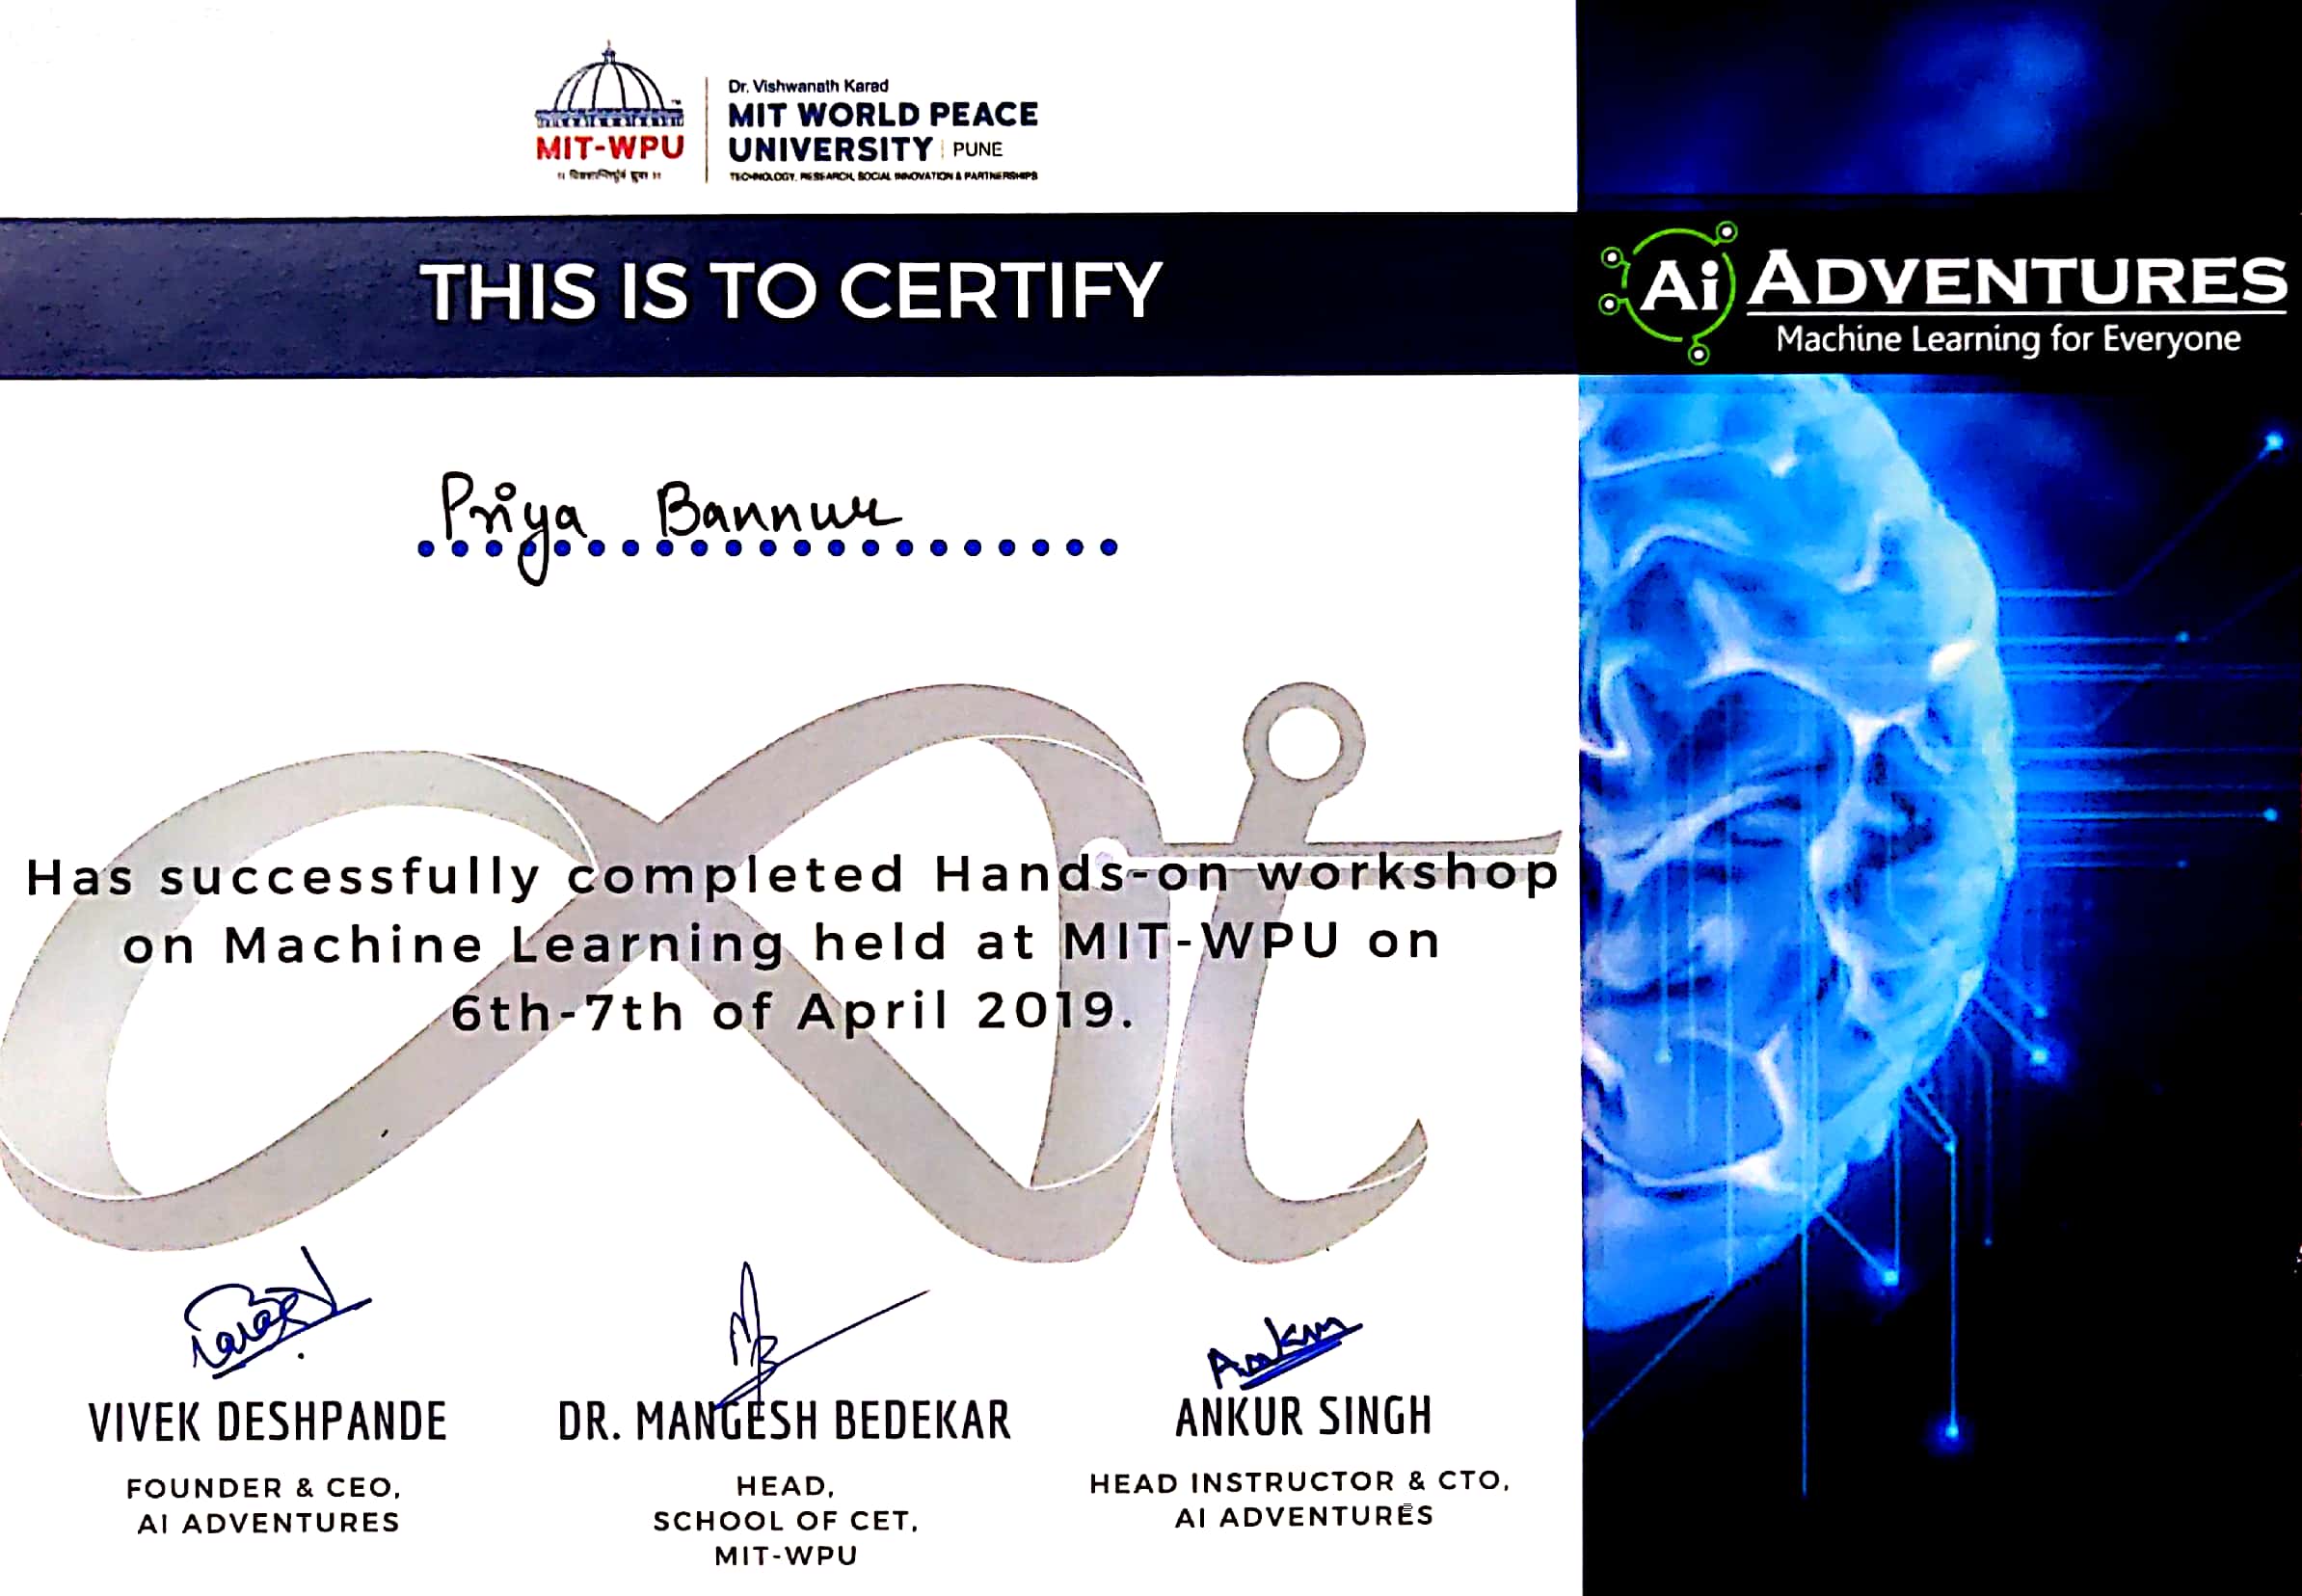 Dr. Vishwanath Karad
MIT WORLD PEACE
UNIVERSITY | PUNE
TECHNOLOGY, RESEARCH, SOCIAL INNOVATION & PARTNERSHIPS
MIT-WPU
THIS IS TO CERTIFY
Ai ADVENTURES
Machine Learning for Everyone
Priya Bannur
Has successfully completed Hands-on workshop
on Machine Learning held at MIT-WPU on
6th-7th of April 2019.
Ankur
VIVEK DESHPANDE
FOUNDER & CEO,
AI ADVENTURES
DR. MANGESH BEDEKAR
HEAD,
SCHOOL OF CET,
MIT-WPU
ANKUR SINGH
HEAD INSTRUCTOR & CTO,
AI ADVENTURES